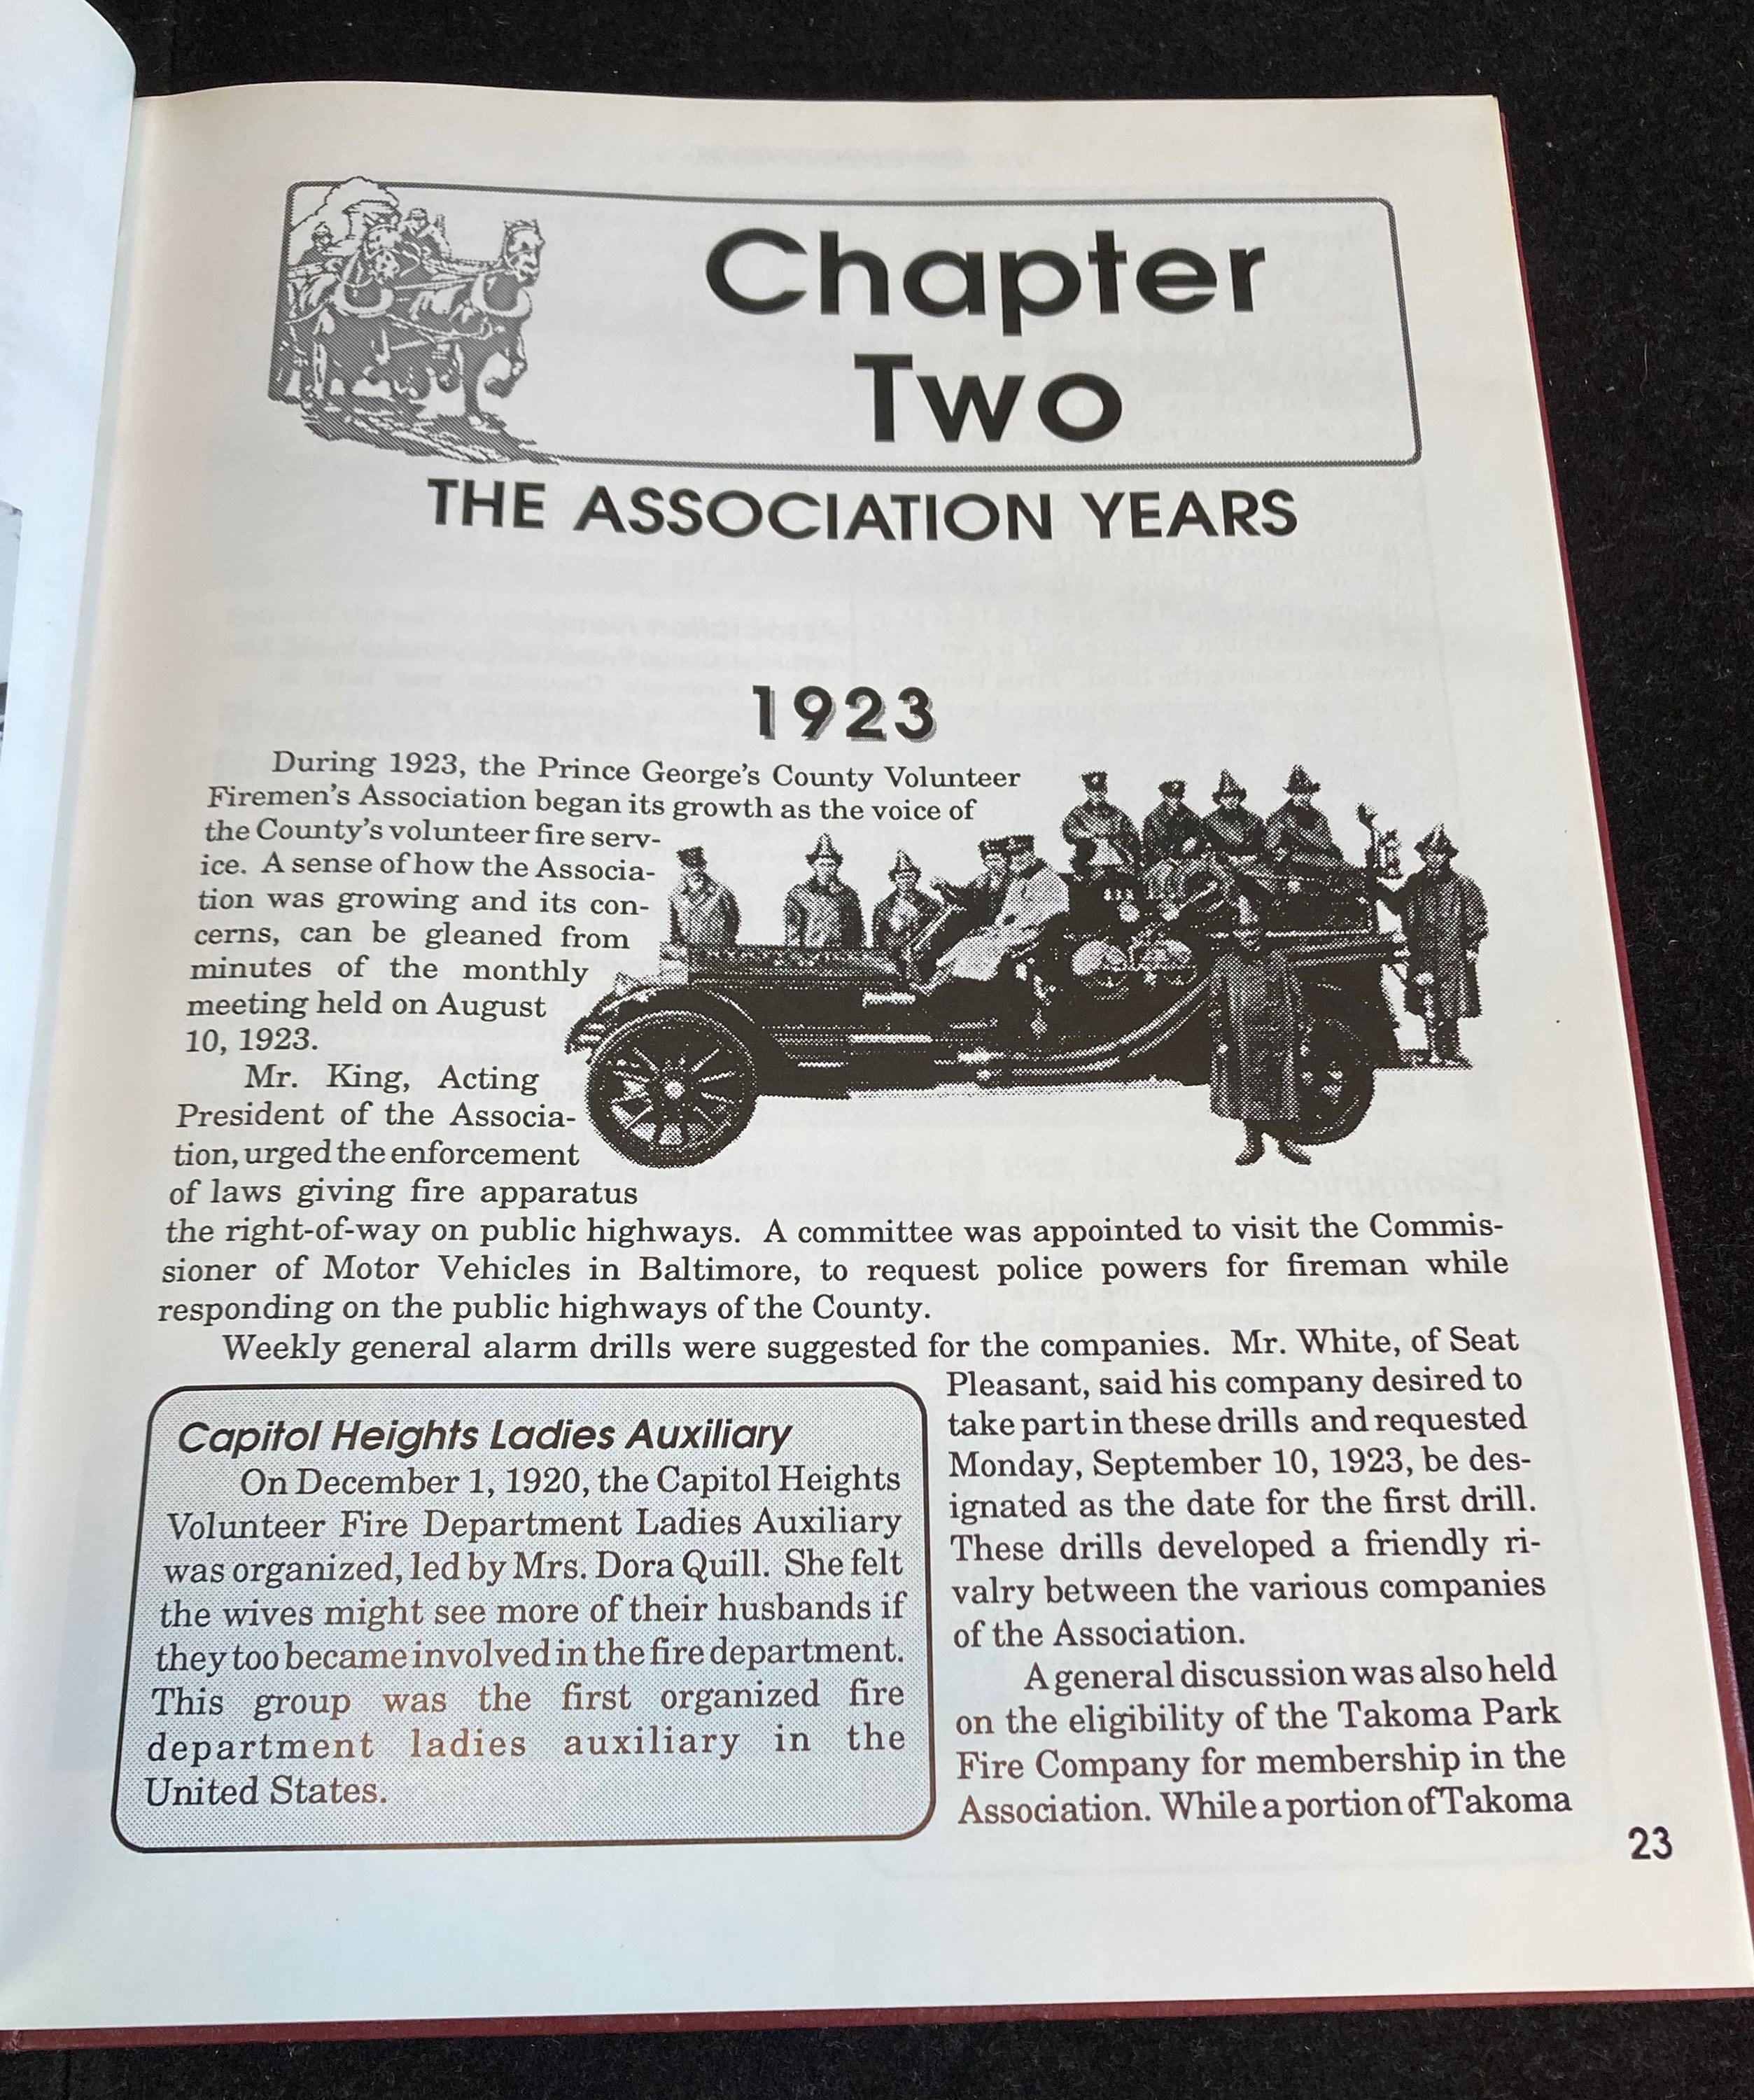 Chapter
Two
THE ASSOCIATION YEARS
1923
During 1923, the Prince George's County Volunteer
Firemen's Association began its growth as the voice of
the County's volunteer fire serv-
ice. A sense of how the Associa-
tion was growing and its con-
cerns, can be gleaned from
minutes of the monthly
meeting held on August
10, 1923.
Mr. King, Acting
President of the Associa-
tion, urged the enforcement
of laws giving fire apparatus
the right-of-way on public highways. A committee was appointed to visit the Commis-
sioner of Motor Vehicles in Baltimore, to request police powers for fireman while
responding on the public highways of the County.
Weekly general alarm drills were suggested for the companies. Mr. White, of Seat
Pleasant, said his company desired to
take part in these drills and requested
Monday, September 10, 1923, be des-
ignated as the date for the first drill.
These drills developed a friendly ri-
valry between the various companies
of the Association.
A general discussion was also held
on the eligibility of the Takoma Park
Fire Company for membership in the
Association. While a portion of Takoma
Capitol Heights Ladies Auxiliary
On December 1, 1920, the Capitol Heights
Volunteer Fire Department Ladies Auxiliary
was organized, led by Mrs. Dora Quill. She felt
the wives might see more of their husbands if
they too became involved in the fire department.
This group was the first organized fire
department ladies auxiliary in the
United States.
23